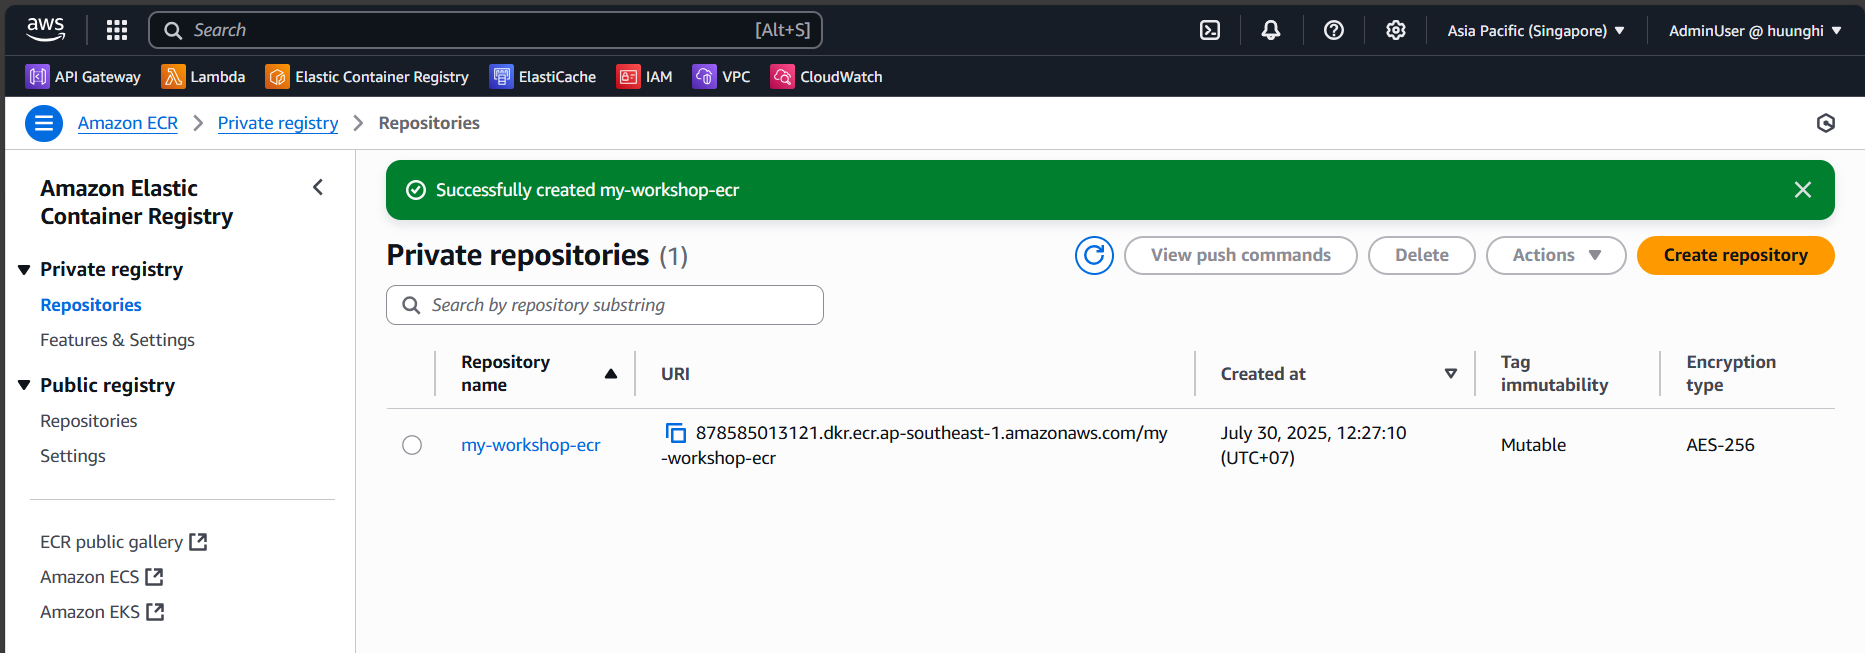 aws
Search [Alt+S]
Asia Pacific (Singapore)
AdminUser @ huunghi
API Gateway
Lambda
Elastic Container Registry
ElastiCache
IAM
VPC
CloudWatch
Amazon ECR
Private registry
Repositories
Amazon Elastic
Container Registry
Private registry
Repositories
Features & Settings
Public registry
Repositories
Settings
ECR public gallery
Amazon ECS
Amazon EKS
Successfully created my-workshop-ecr
Private repositories (1)
View push commands
Delete
Actions
Create repository
Search by repository substring
Repository
name
URI
Created at
Tag
immutability
Encryption
type
my-workshop-ecr
878585013121.dkr.ecr.ap-southeast-1.amazonaws.com/my
-workshop-ecr
July 30, 2025, 12:27:10
(UTC+07)
Mutable
AES-256